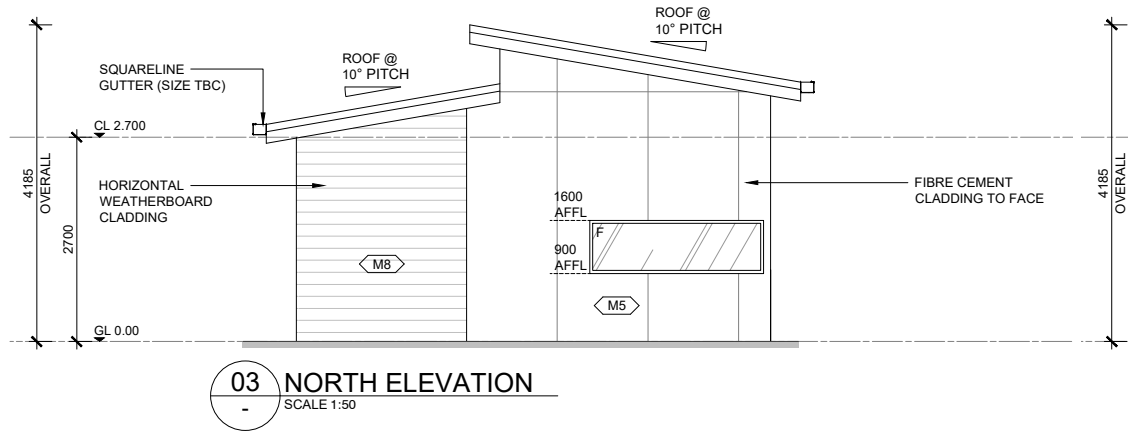 ROOF @
10° PITCH
ROOF @
10° PITCH
SQUARELINE
GUTTER (SIZE TBC)
CL 2.700
4185
OVERALL
2700
HORIZONTAL
WEATHERBOARD
CLADDING
FIBRE CEMENT
CLADDING TO FACE
4185
OVERALL
1600
AFFL
F
900
AFFL
M8
M5
GL 0.00
03
-
NORTH ELEVATION
SCALE 1:50